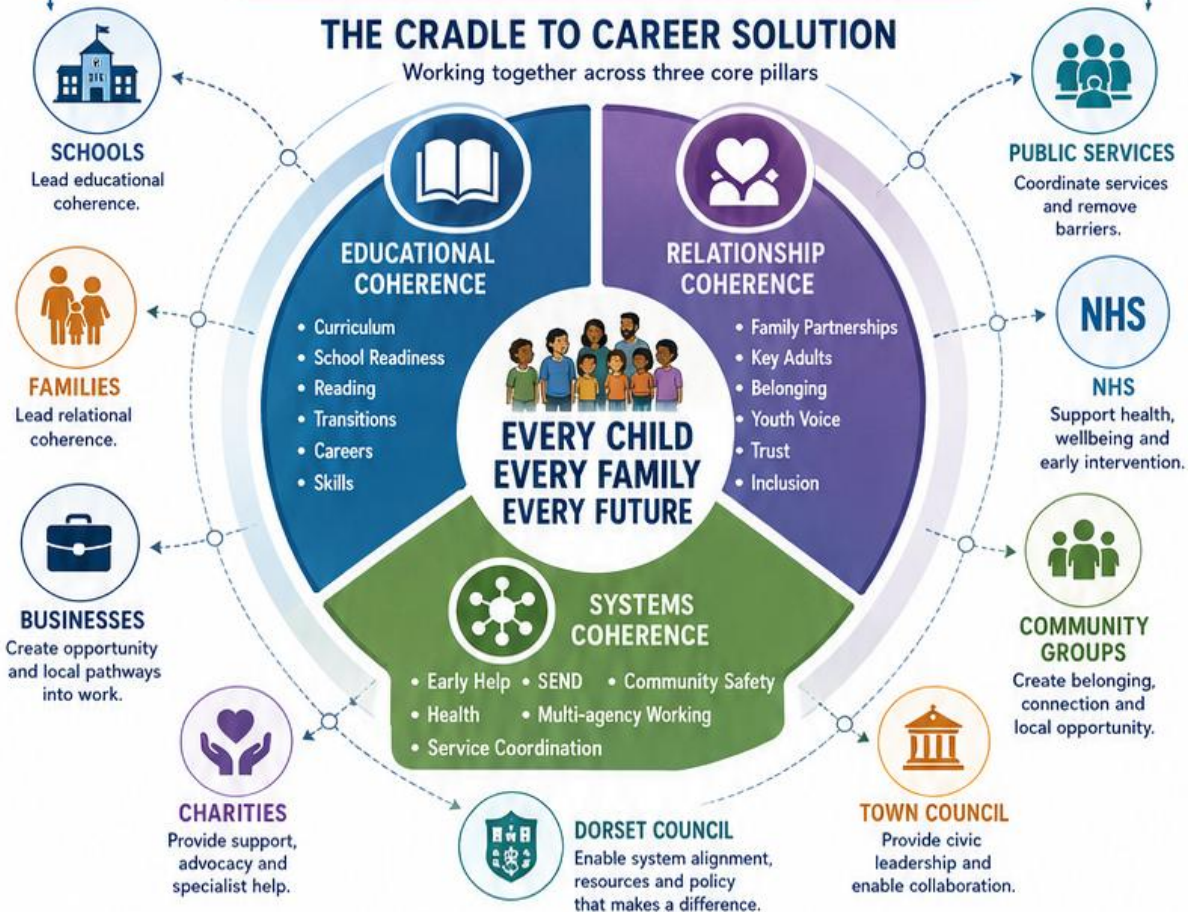 THE CRADLE TO CAREER SOLUTION
Working together across three core pillars
SCHOOLS
Lead educational
coherence.
FAMILIES
Lead relational
coherence.
BUSINESSES
Create opportunity
and local pathways
into work.
CHARITIES
Provide support,
advocacy and
specialist help.
EDUCATIONAL
COHERENCE
• Curriculum
• School Readiness
• Reading
• Transitions
• Careers
• Skills
RELATIONSHIP
COHERENCE
• Family Partnerships
• Key Adults
• Belonging
• Youth Voice
• Trust
• Inclusion
EVERY CHILD
EVERY FAMILY
EVERY FUTURE
SYSTEMS
COHERENCE
• Early Help • SEND • Community Safety
• Health • Multi-agency Working
• Service Coordination
PUBLIC SERVICES
Coordinate services
and remove
barriers.
NHS
NHS
Support health,
wellbeing and
early intervention.
COMMUNITY
GROUPS
Create belonging,
connection and
local opportunity.
TOWN COUNCIL
Provide civic
leadership and
enable collaboration.
DORSET COUNCIL
Enable system alignment,
resources and policy
that makes a difference.